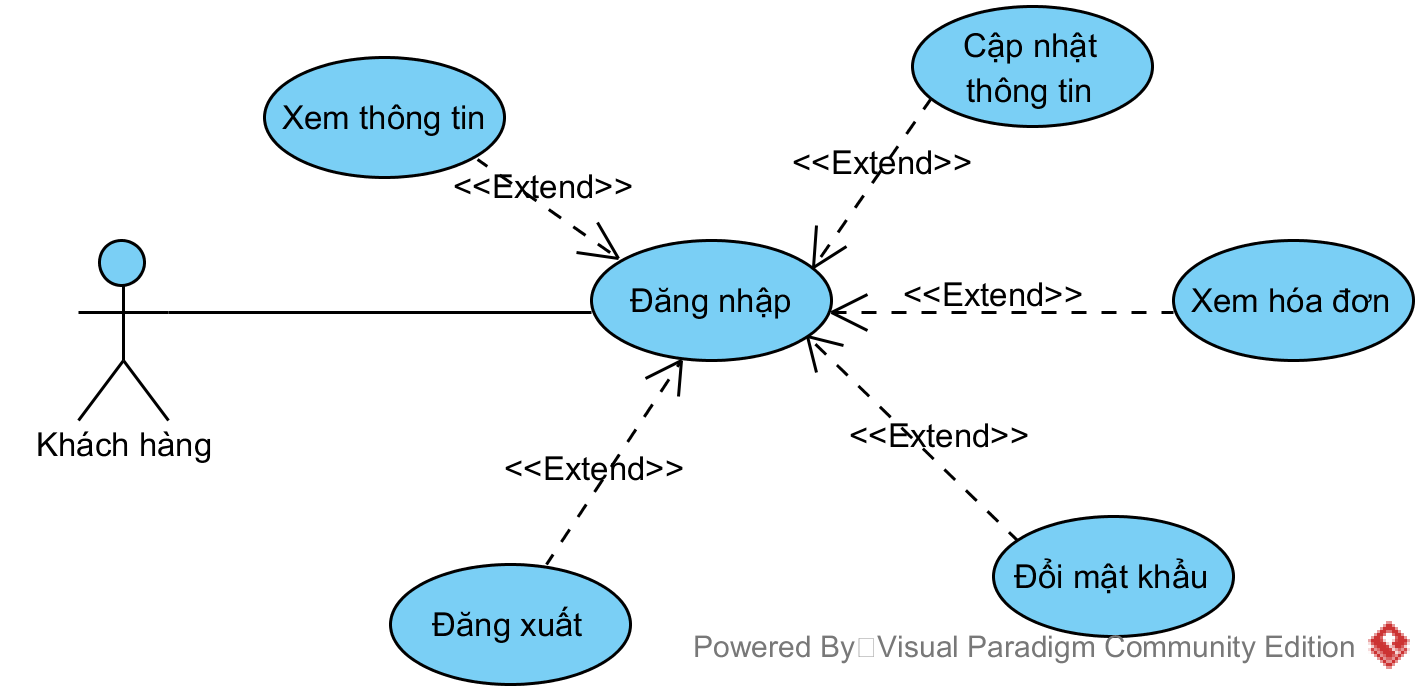 Cập nhật
thông tin
Xem thông tin
<<Extend>>
<<Extend>>
Đăng nhập
<<Extend>>
Xem hóa đơn
Khách hàng
<<Extend>>
<<Extend>>
Đổi mật khẩu
Đăng xuất
Powered By Visual Paradigm Community Edition